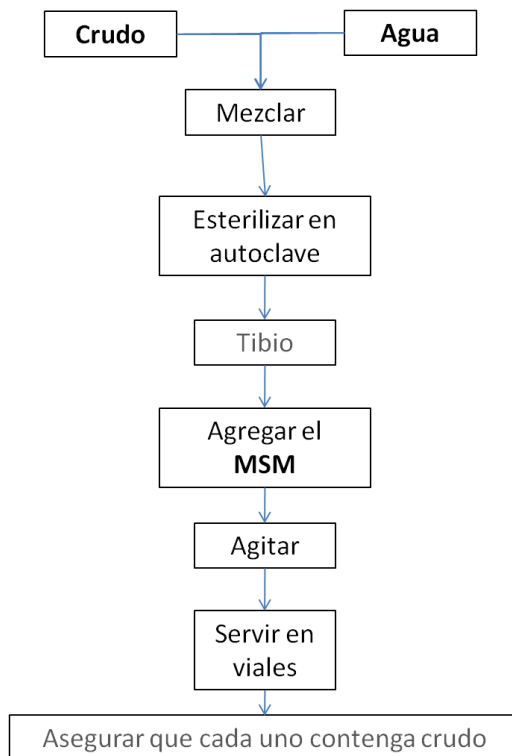 Crudo
Agua
Mezclar
Esterilizar en
autoclave
Tibio
Agregar el
MSM
Agitar
Servir en
viales
Asegurar que cada uno contenga crudo